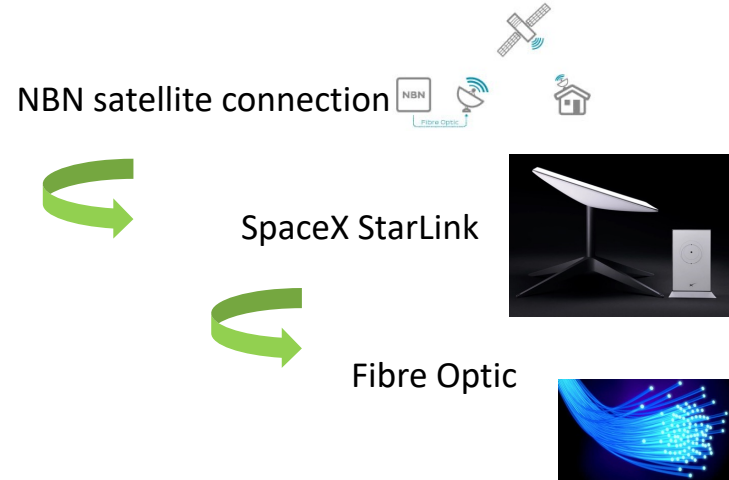 NBN satellite connection
NBN
Fibre Optic
SpaceX StarLink
Fibre Optic